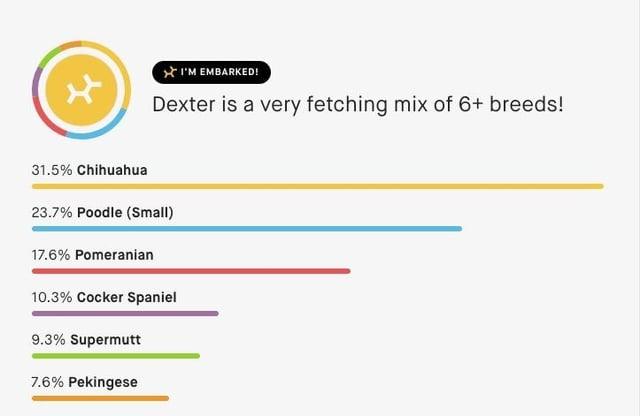 I'M EMBARKED!
Dexter is a very fetching mix of 6+ breeds!
31.5% Chihuahua
23.7% Poodle (Small)
17.6% Pomeranian
10.3% Cocker Spaniel
9.3% Supermutt
7.6% Pekingese